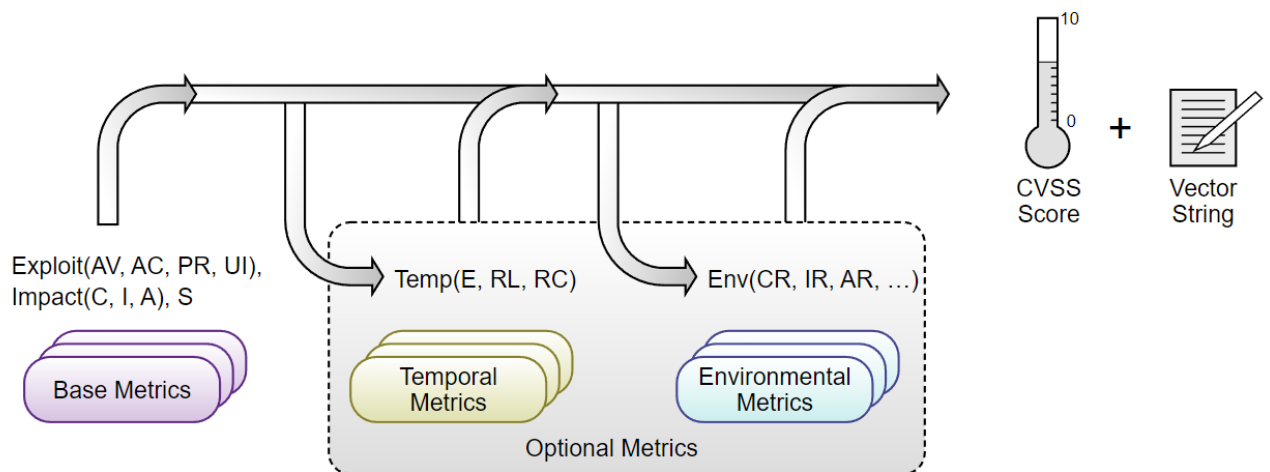 10
0
CVSS
Score
+
Vector
String
Exploit(AV, AC, PR, UI),
Impact(C, I, A), S
Temp(E, RL, RC)
Env(CR, IR, AR, …)
Base Metrics
Temporal
Metrics
Environmental
Metrics
Optional Metrics